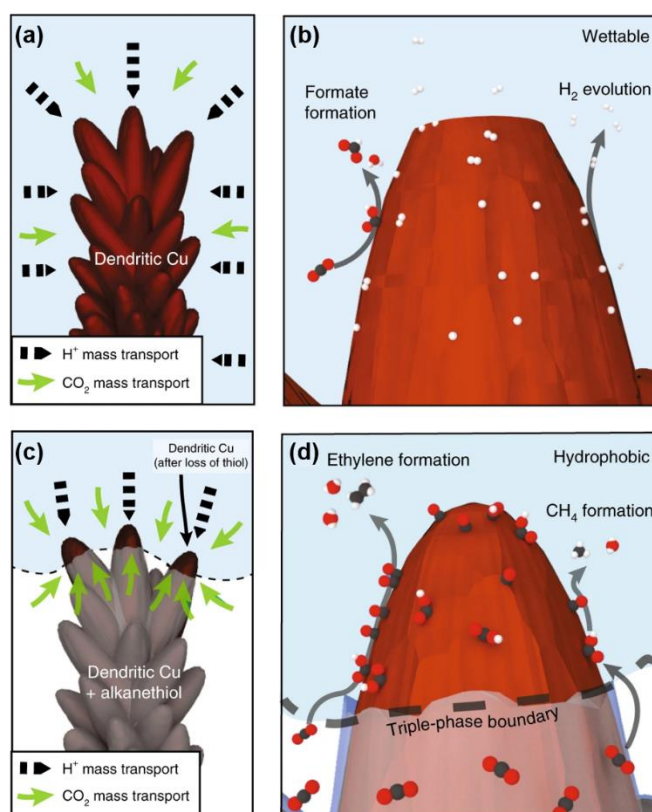 (a)
Dendritic Cu
H+ mass transport
CO2 mass transport
(b)
Wettable
Formate
formation
H2 evolution
(c)
Dendritic Cu
(after loss of thiol)
Dendritic Cu
+ alkanethiol
H+ mass transport
CO2 mass transport
(d)
Ethylene formation
Hydrophobic
CH4 formation
Triple-phase boundary